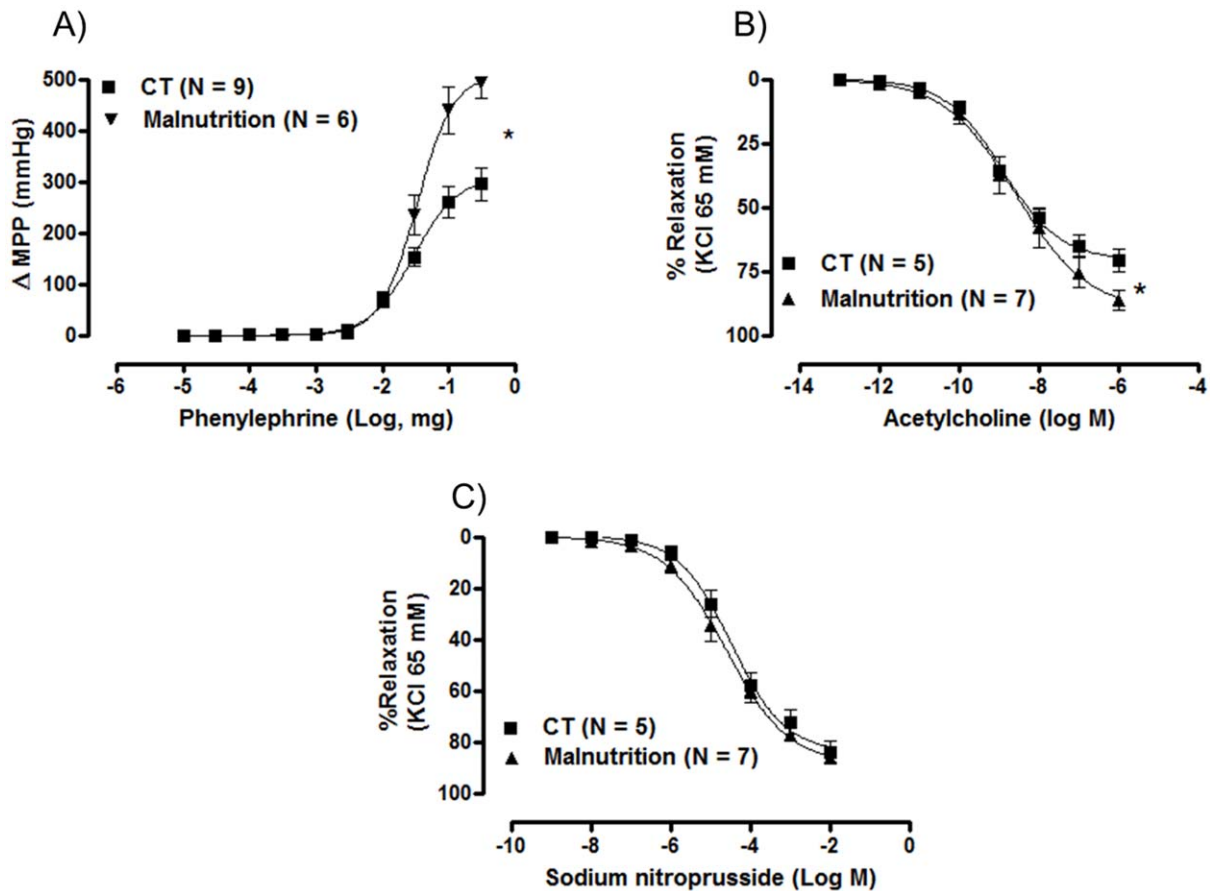 A)
CT (N = 9)
Malnutrition (N = 6)
500
400
300
200
100
0
Δ MPP (mmHg)
*
-6 -5 -4 -3 -2 -1 0
Phenylephrine (Log, mg)
B)
0
25
50
75
100
% Relaxation
(KCl 65 mM)
CT (N = 5)
Malnutrition (N = 7)
*
-14 -12 -10 -8 -6 -4
Acetylcholine (log M)
C)
0
20
40
60
80
100
%Relaxation
(KCl 65 mM)
CT (N = 5)
Malnutrition (N = 7)
-10 -8 -6 -4 -2 0
Sodium nitroprusside (Log M)